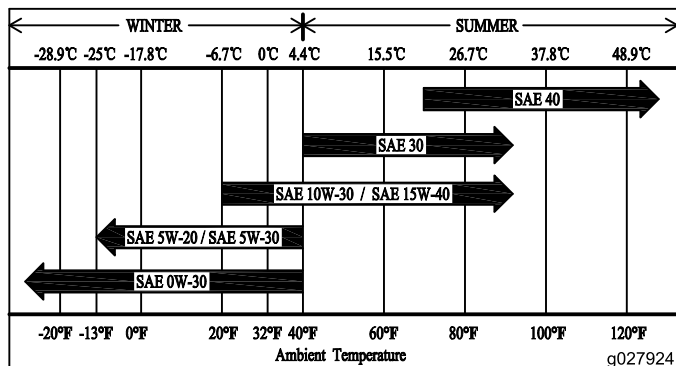 WINTER SUMMER
-28.9℃ -25℃ -17.8℃ -6.7℃ 0℃ 4.4℃ 15.5℃ 26.7℃ 37.8℃ 48.9℃
SAE 40
SAE 30
SAE 10W-30 / SAE 15W-40
SAE 5W-20 / SAE 5W-30
SAE 0W-30
-20°F -13°F 0°F 20°F 32°F 40°F 60°F 80°F 100°F 120°F
Ambient Temperature
g027924